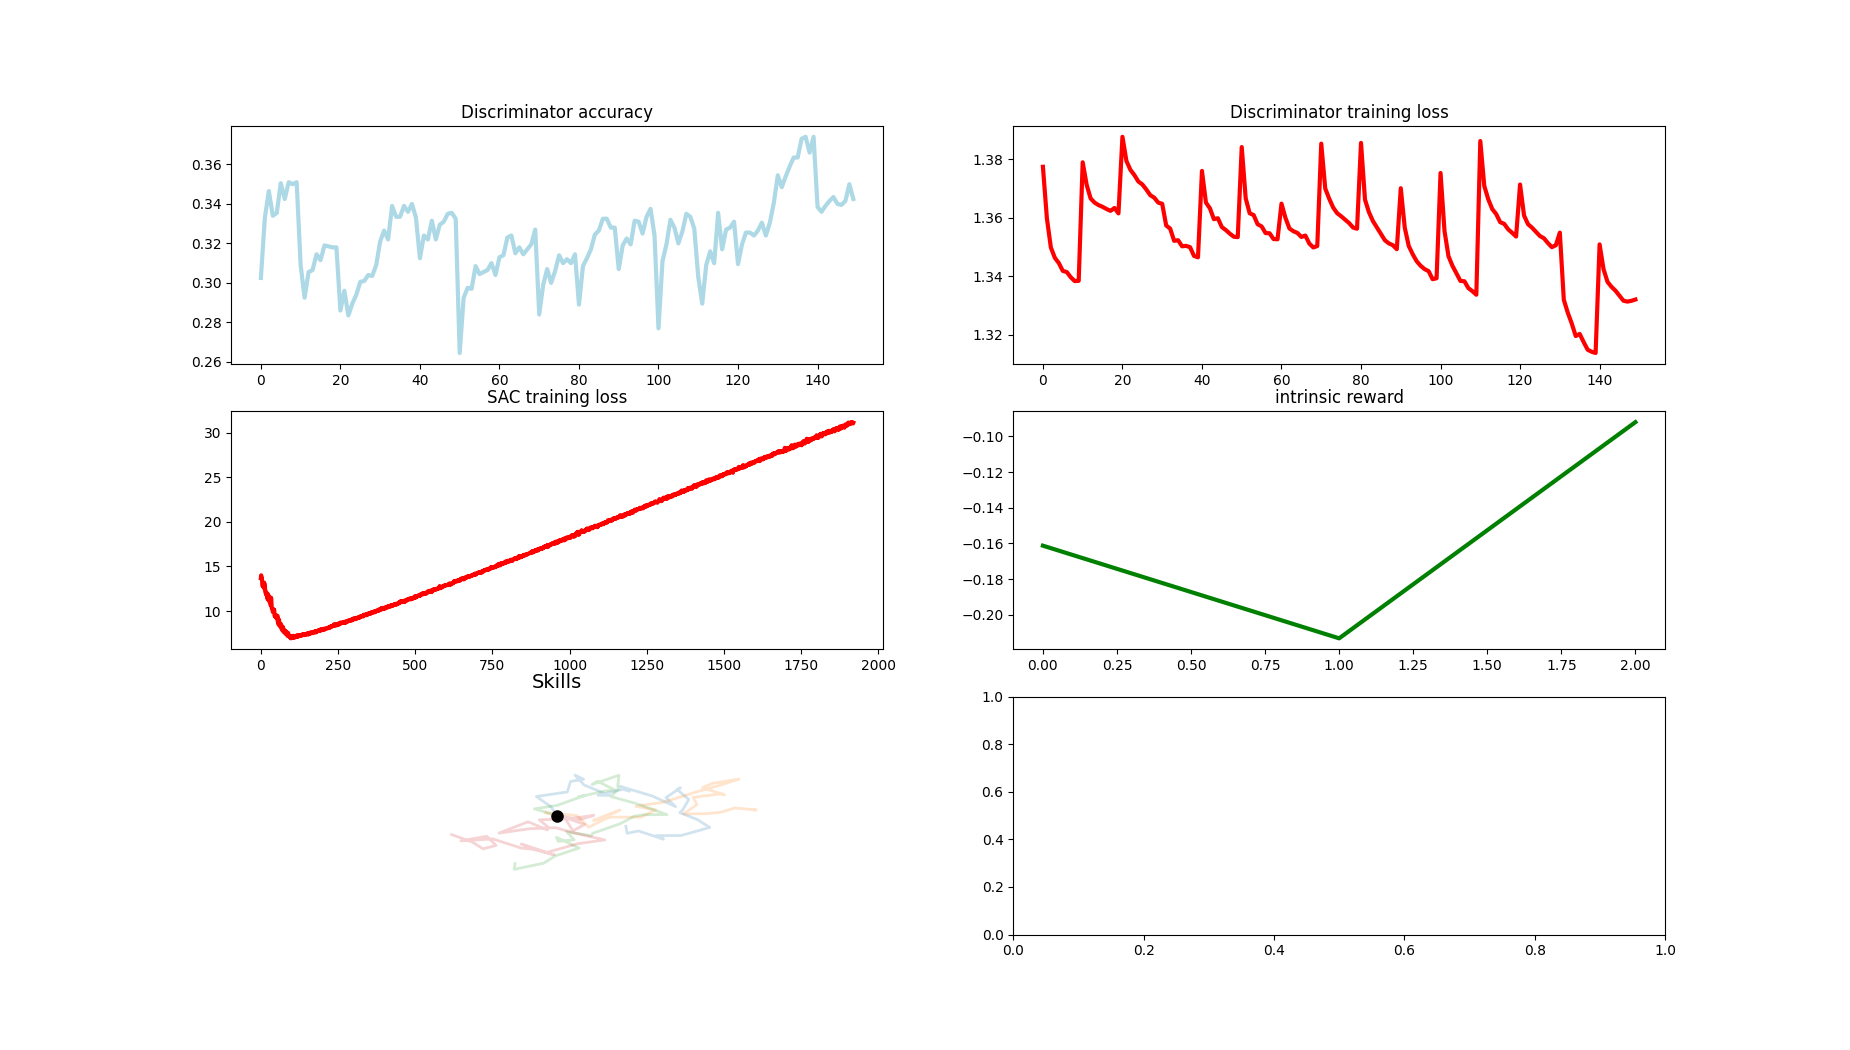 Discriminator accuracy
0.36
0.34
0.32
0.30
0.28
0.26
0 20 40 60 80 100 120 140
Discriminator training loss
1.38
1.36
1.34
1.32
0 20 40 60 80 100 120 140
SAC training loss
30
25
20
15
10
0 250 500 750 1000 1250 1500 1750 2000
intrinsic reward
−0.10
−0.12
−0.14
−0.16
−0.18
−0.20
0.00 0.25 0.50 0.75 1.00 1.25 1.50 1.75 2.00
Skills
1.0
0.8
0.6
0.4
0.2
0.0
0.0 0.2 0.4 0.6 0.8 1.0